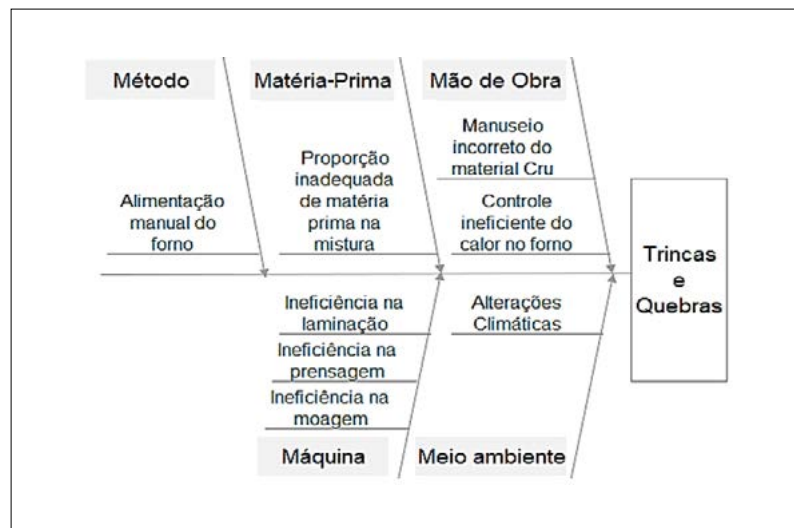 Método
Matéria-Prima
Mão de Obra
Alimentação
manual do
forno
Proporção
inadequada
de matéria
prima na
mistura
Manuseio
incorreto do
material Cru
Controle
ineficiente do
calor no forno
Trincas
e
Quebras
Ineficiência na
laminação
Ineficiência na
prensagem
Ineficiência na
moagem
Alterações
Climáticas
Máquina
Meio ambiente